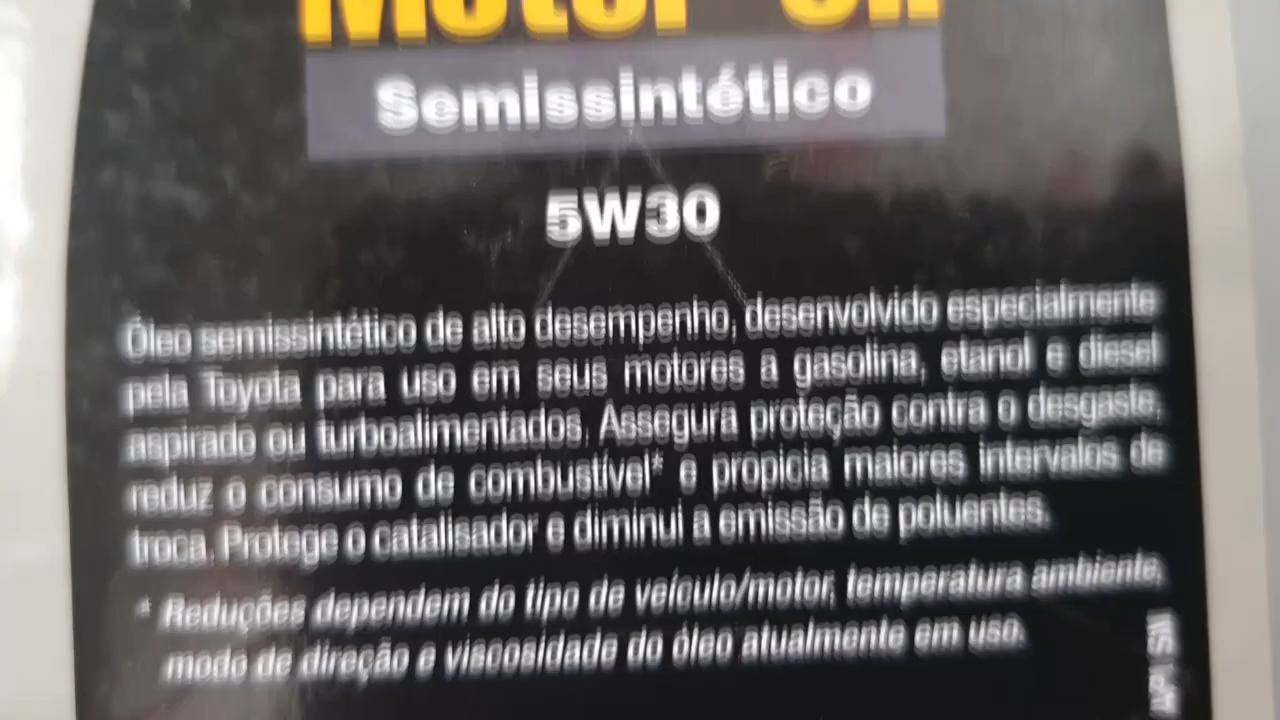 Motor Oil
Semissintético
5W30
Óleo semissintético de alto desempenho, desenvolvido especialmente
pela Toyota para uso em seus motores a gasolina, etanol e diesel
aspirado ou turboalimentados. Assegura proteção contra o desgaste,
reduz o consumo de combustível* e propicia maiores intervalos de
troca. Protege o catalisador e diminui a emissão de poluentes.
* Reduções dependem do tipo de veículo/motor, temperatura ambiente,
modo de direção e viscosidade do óleo atualmente em uso.